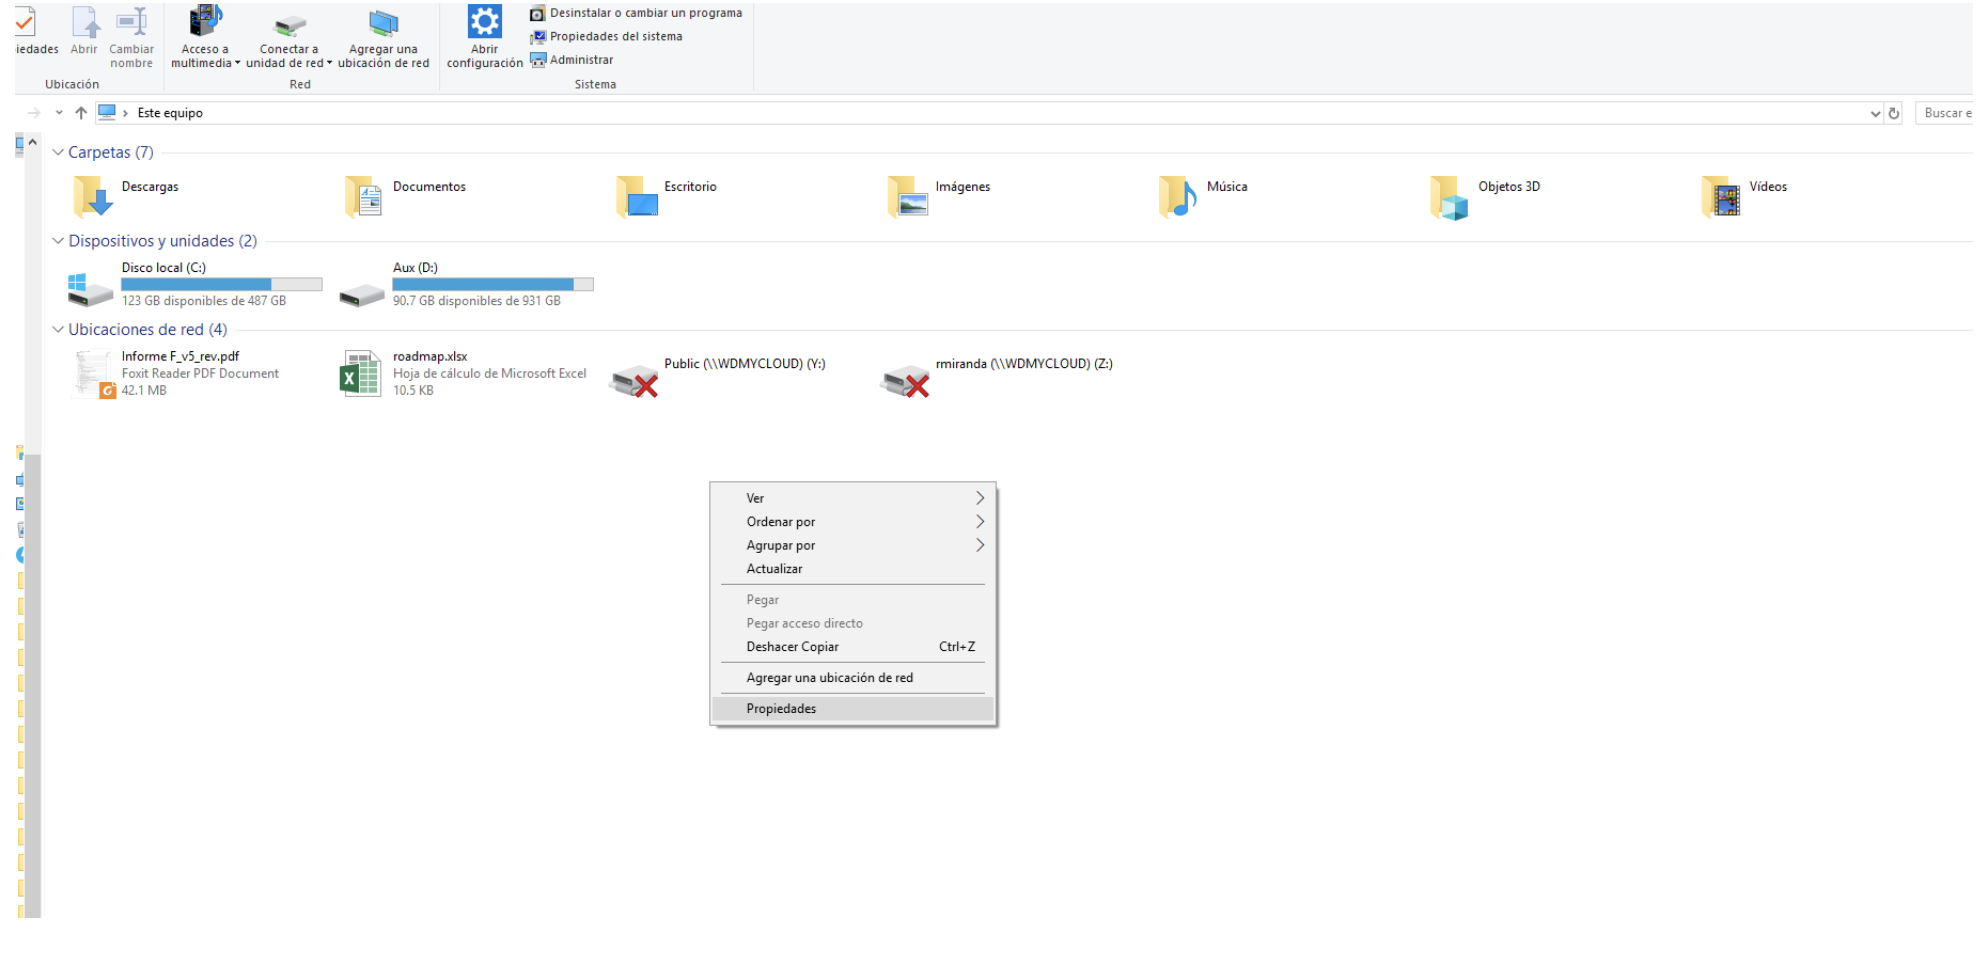 Desinstalar o cambiar un programa
Propiedades del sistema
Administrar
iedades
Abrir
Cambiar
nombre
Acceso a
multimedia
Conectar a
unidad de red
Agregar una
ubicación de red
Abrir
configuración
Ubicación
Red
Sistema
Este equipo
Buscar e
Carpetas (7)
Descargas
Documentos
Escritorio
Imágenes
Música
Objetos 3D
Vídeos
Dispositivos y unidades (2)
Disco local (C:)
123 GB disponibles de 487 GB
Aux (D:)
90.7 GB disponibles de 931 GB
Ubicaciones de red (4)
Informe F_v5_rev.pdf
Foxit Reader PDF Document
42.1 MB
roadmap.xlsx
Hoja de cálculo de Microsoft Excel
10.5 KB
Public (\\WDMYCLOUD) (Y:)
rmiranda (\\WDMYCLOUD) (Z:)
Ver
Ordenar por
Agrupar por
Actualizar
Pegar
Pegar acceso directo
Deshacer Copiar Ctrl+Z
Agregar una ubicación de red
Propiedades